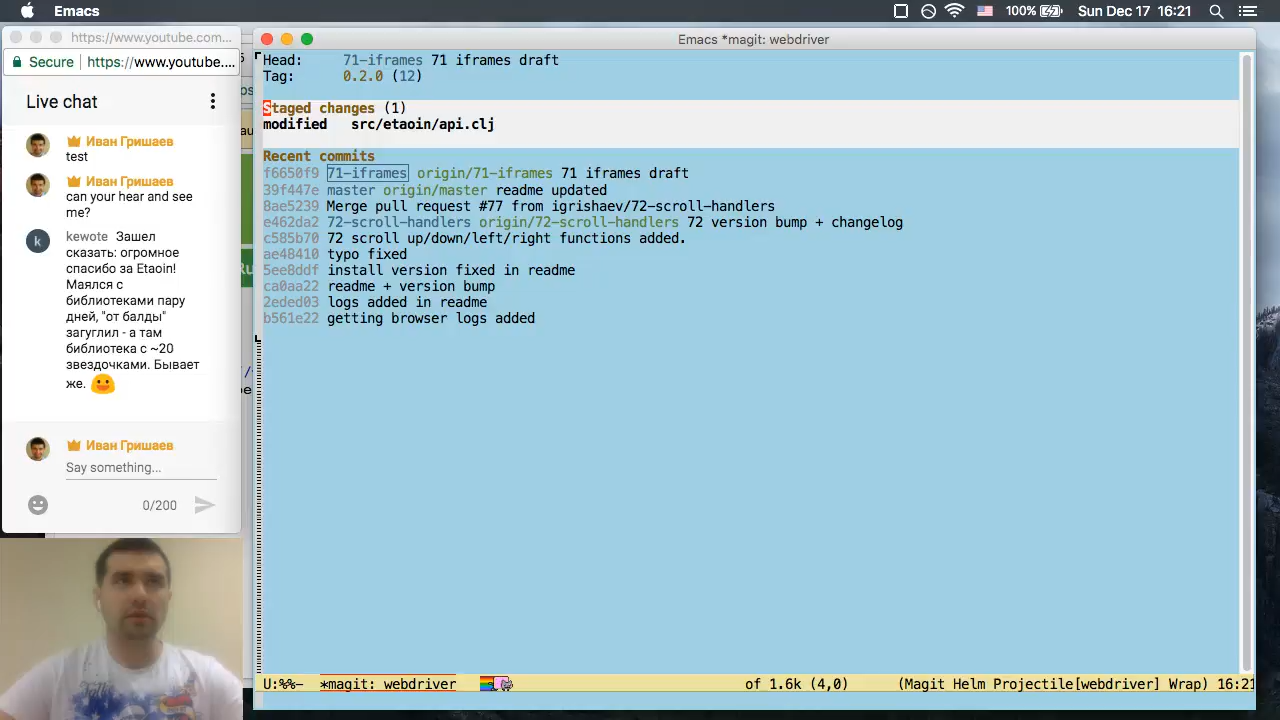 Emacs
100%
Sun Dec 17 16:21
https://www.youtube.com...
Secure
https://www.youtube....
Live chat
Иван Гришаев
test
Иван Гришаев
can your hear and see
me?
kewote Зашел
сказать: огромное
спасибо за Etaoin!
Маялся с
библиотеками пару
дней, "от балды"
загуглил - а там
библиотека с ~20
звездочками. Бывает
же.
Иван Гришаев
Say something...
0/200
Emacs *magit: webdriver
Head: 71-iframes 71 iframes draft
Tag: 0.2.0 (12)
Staged changes (1)
modified src/etaoin/api.clj
Recent commits
f6650f9 71-iframes origin/71-iframes 71 iframes draft
39f447e master origin/master readme updated
8ae5239 Merge pull request #77 from igrishaev/72-scroll-handlers
e462da2 72-scroll-handlers origin/72-scroll-handlers 72 version bump + changelog
c585b70 72 scroll up/down/left/right functions added.
ae48410 typo fixed
5ee8ddf install version fixed in readme
ca0aa22 readme + version bump
2eded03 logs added in readme
b561e22 getting browser logs added
U:%%- *magit: webdriver of 1.6k (4,0) (Magit Helm Projectile[webdriver] Wrap) 16:21